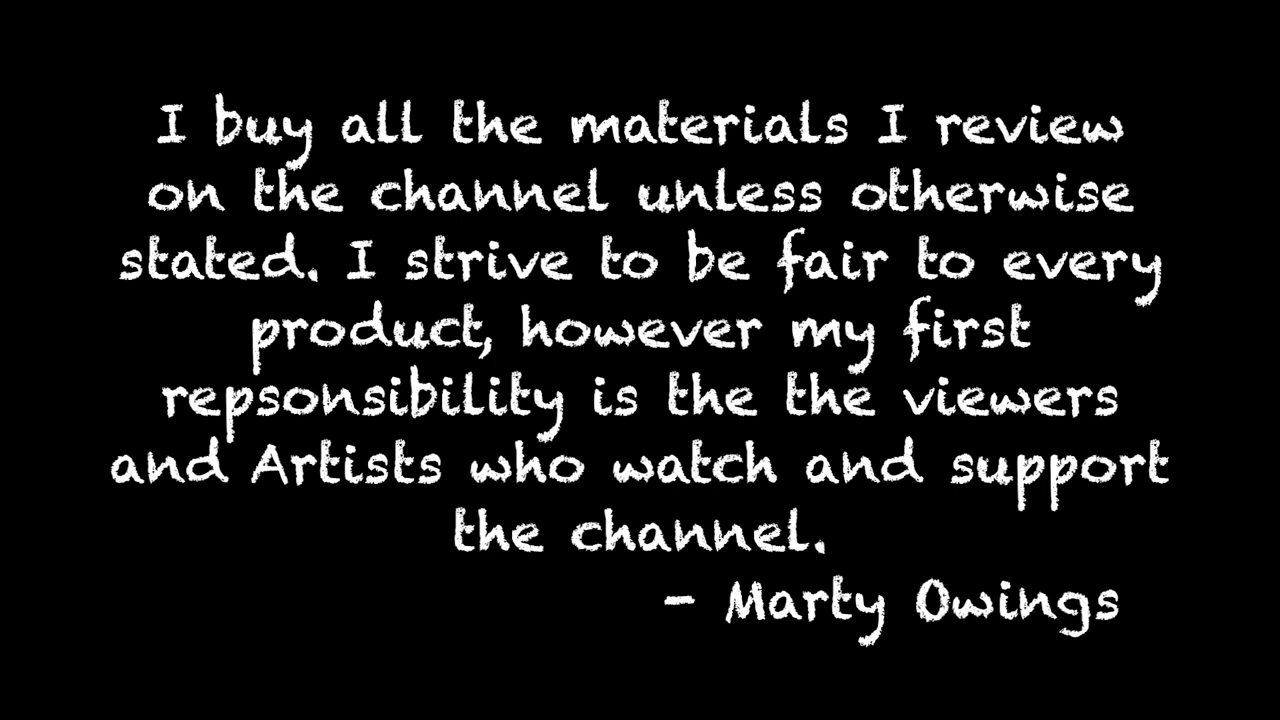 I buy all the materials I review
on the channel unless otherwise
stated. I strive to be fair to every
product, however my first
repsonsibility is the the viewers
and Artists who watch and support
the channel.
- Marty Owings